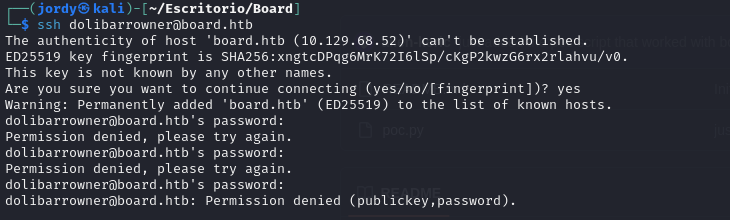 ┌──(jordy㉿kali)-[~/Escritorio/Board]
└─$ ssh dolibarrowner@board.htb
The authenticity of host 'board.htb (10.129.68.52)' can't be established.
ED25519 key fingerprint is SHA256:xngtcDPqg6MrK72I6lSp/cKgP2kwzG6rx2rlahvu/v0.
This key is not known by any other names.
Are you sure you want to continue connecting (yes/no/[fingerprint])? yes
Warning: Permanently added 'board.htb' (ED25519) to the list of known hosts.
dolibarrowner@board.htb's password:
Permission denied, please try again.
dolibarrowner@board.htb's password:
Permission denied, please try again.
dolibarrowner@board.htb's password:
dolibarrowner@board.htb: Permission denied (publickey,password).
poc.py
README